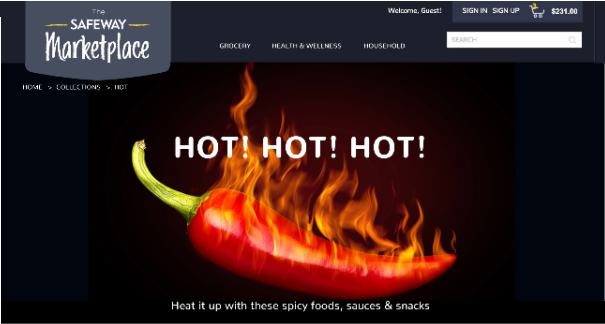 The
SAFEWAY
Marketplace
Welcome, Guest!
SIGN IN SIGN UP
$231.00
GROCERY
HEALTH & WELLNESS
HOUSEHOLD
SEARCH
HOME > COLLECTIONS > HOT
HOT! HOT! HOT!
Heat it up with these spicy foods, sauces & snacks